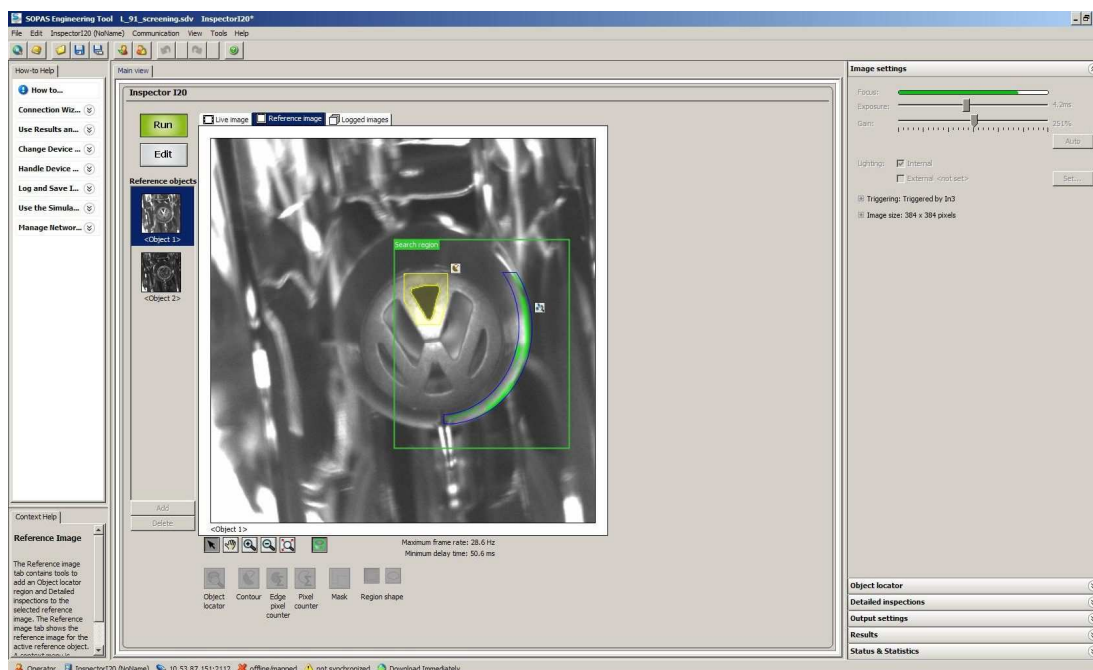 SOPAS Engineering Tool L_91_screening.sdv InspectorI20*
File Edit InspectorI20 (NoName) Communication View Tools Help
How-to Help
How to...
Connection Wiz...
Use Results an...
Change Device ...
Handle Device ...
Log and Save I...
Use the Simula...
Manage Networ...
Context Help
Reference Image
The Reference image
tab contains tools to
add an Object locator
region and Detailed
inspections to the
selected reference
image. The Reference
image tab shows the
reference image for the
active reference object.
Main view
Inspector I20
Run
Edit
Reference objects
<Object 1>
<Object 2>
Add
Delete
Live image Reference image Logged images
Search region
<Object 1>
Maximum frame rate: 28.6 Hz
Minimum delay time: 50.6 ms
Object locator
Contour
Edge pixel counter
Pixel counter
Mask
Region shape
Image settings
Focus:
Exposure: 4.2ms
Gain: 251%
Auto
Lighting: Internal
External <not set> Set...
Triggering: Triggered by In3
Image size: 384 x 384 pixels
Object locator
Detailed inspections
Output settings
Results
Status & Statistics
Operator InspectorI20 (NoName) 10.53.87.151:2112 offline/mapped not synchronized Download Immediately